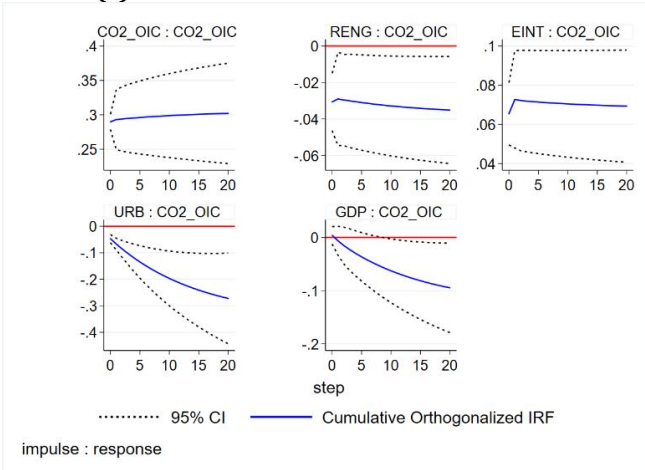 CO2_OIC : CO2_OIC
RENG : CO2_OIC
EINT : CO2_OIC
.4
.35
.3
.25
0
-.02
-.04
-.06
.1
.08
.06
.04
0 5 10 15 20
0 5 10 15 20
0 5 10 15 20
URB : CO2_OIC
GDP : CO2_OIC
0
-.1
-.2
-.3
-.4
0
-.1
-.2
0 5 10 15 20
0 5 10 15 20
step
95% CI
Cumulative Orthogonalized IRF
impulse : response